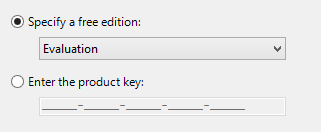 Specify a free edition:
Evaluation
Enter the product key:
_____-_____-_____-_____-_____